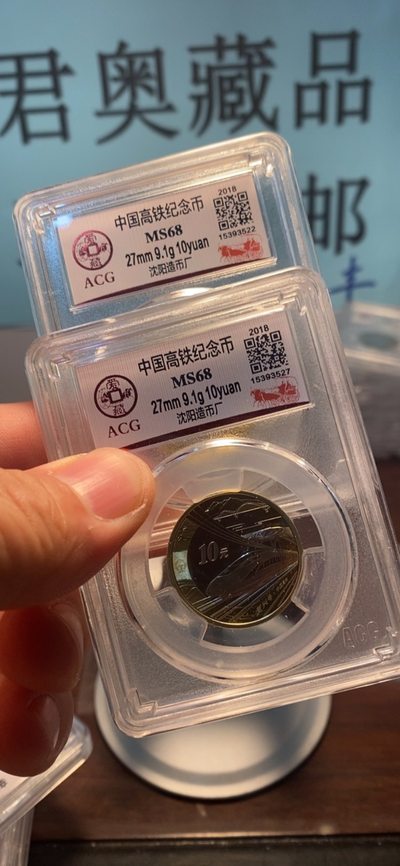 君奥藏品
邮
中国高铁纪念币
2018
MS68
27mm 9.1g 10yuan
沈阳造币厂
15393522
ACG
中国高铁纪念币
2018
MS68
27mm 9.1g 10yuan
沈阳造币厂
15393527
ACG
10元
ACG